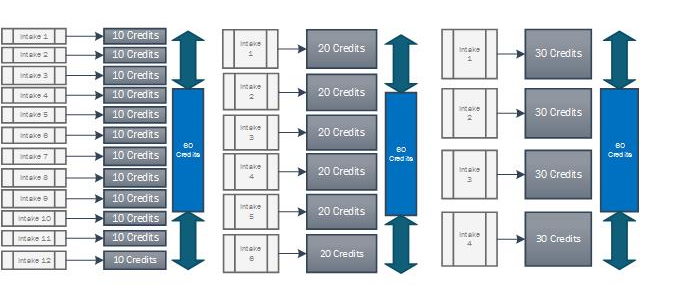 Intake 1
10 Credits
Intake 2
10 Credits
Intake 3
10 Credits
Intake 4
10 Credits
Intake 5
10 Credits
Intake 6
10 Credits
Intake 7
10 Credits
Intake 8
10 Credits
Intake 9
10 Credits
Intake 10
10 Credits
Intake 11
10 Credits
Intake 12
10 Credits
60
Credits
Intake
1
20 Credits
Intake
2
20 Credits
Intake
3
20 Credits
Intake
4
20 Credits
Intake
5
20 Credits
Intake
6
20 Credits
60
Credits
Intake
1
30 Credits
Intake
2
30 Credits
Intake
3
30 Credits
Intake
4
30 Credits
60
Credits